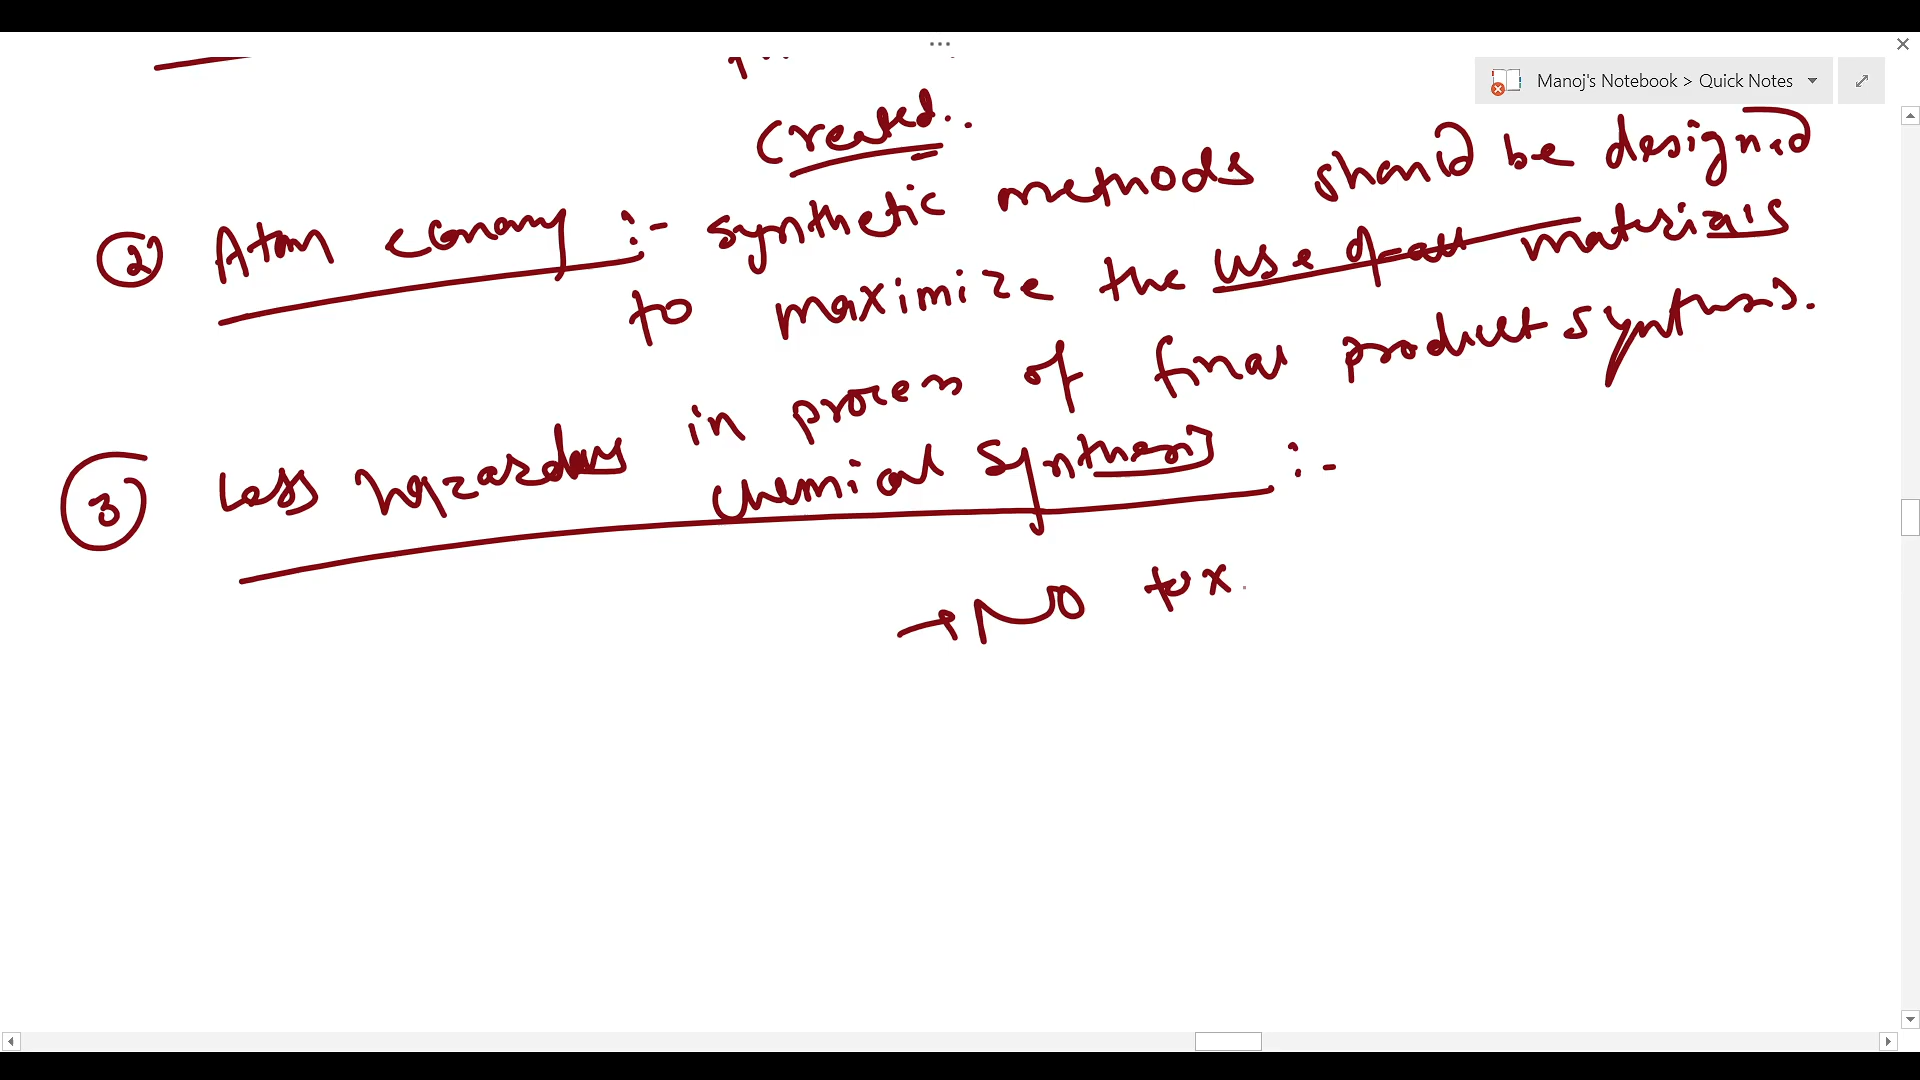 Manoj's Notebook > Quick Notes
created..
② Atom economy :- synthetic methods should be designed
to maximize the use of all materials
in process of final product synthesis.
③ Less hazardous chemical synthesis :-
→ NO tox